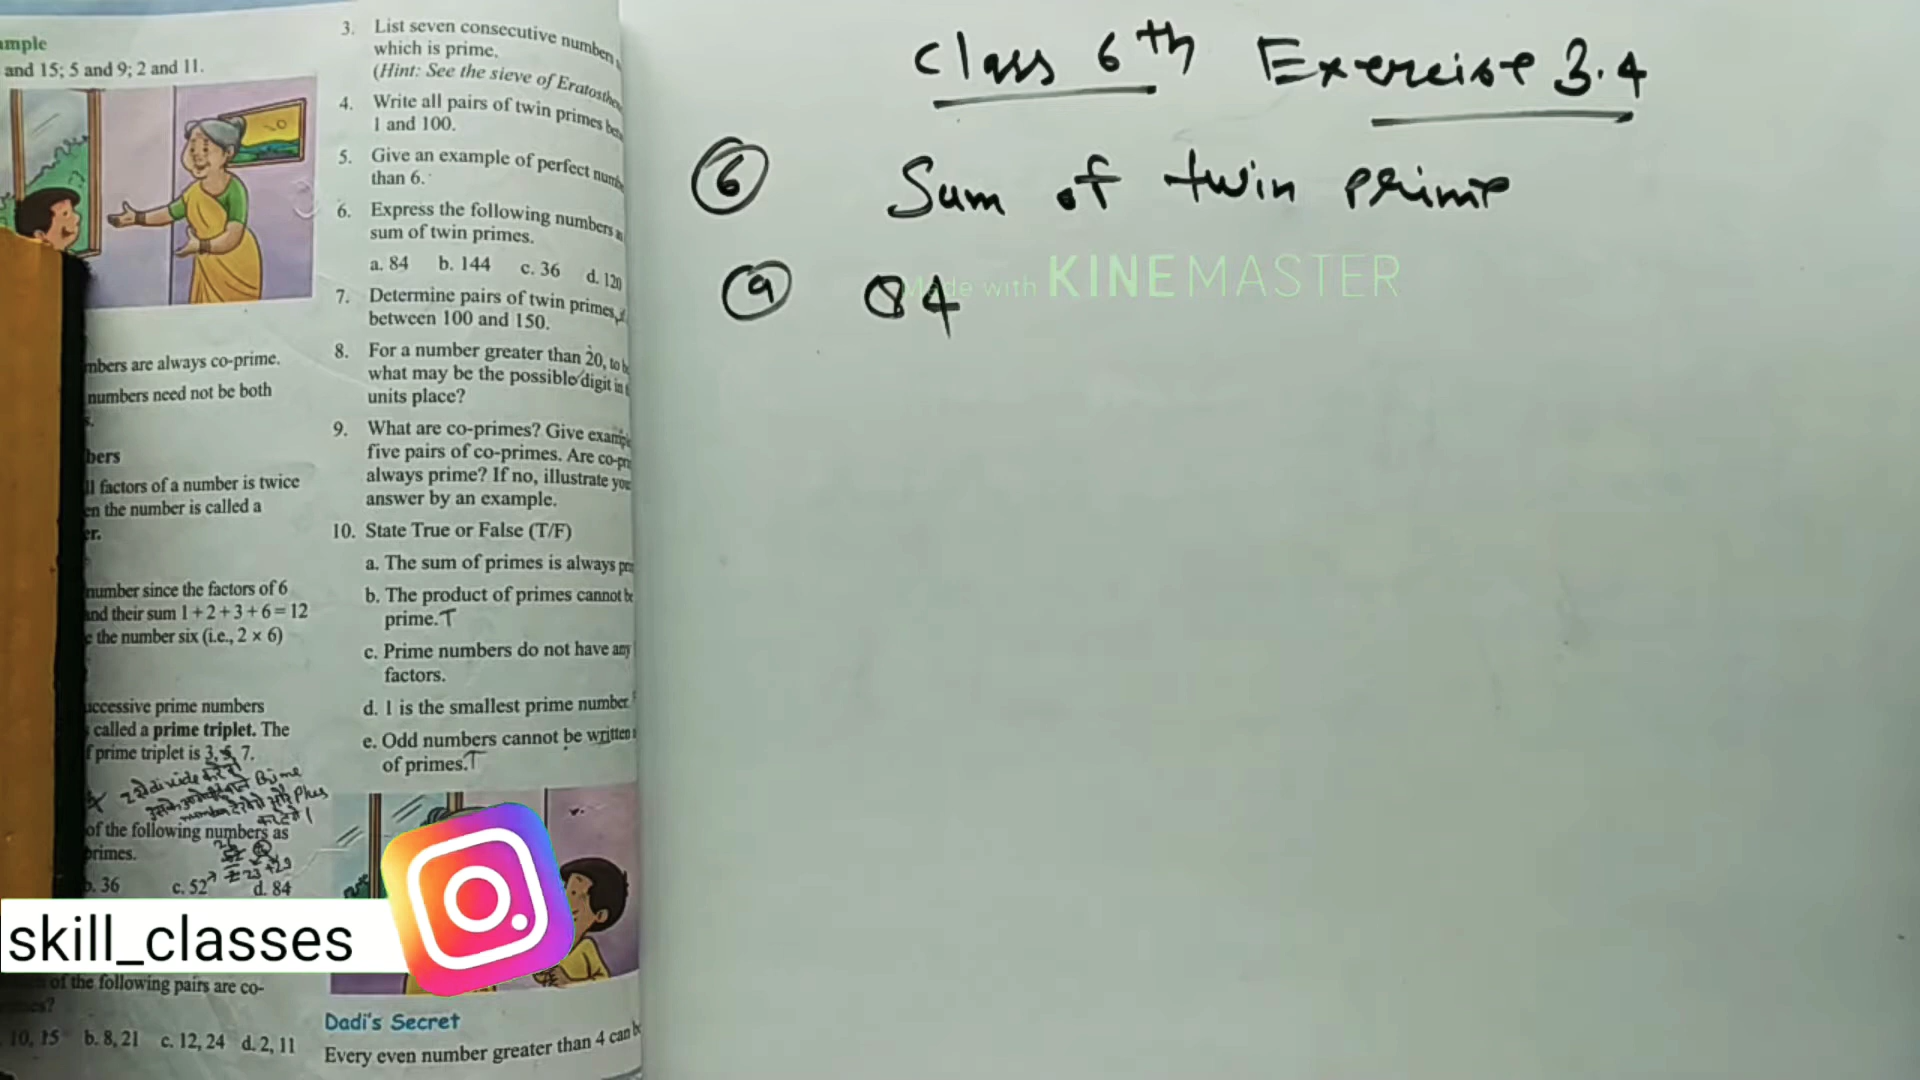 ample
and 15; 5 and 9; 2 and 11.
mbers are always co-prime.
numbers need not be both
bers
ll factors of a number is twice
en the number is called a
er.
number since the factors of 6
and their sum 1 + 2 + 3 + 6 = 12
e the number six (i.e., 2 × 6)
uccessive prime numbers
called a prime triplet. The
f prime triplet is 3, 5, 7.
of the following numbers as
primes.
b. 36 c. 52 d. 84
23 + 29
skill_classes
of the following pairs are co-
10, 15 b. 8, 21 c. 12, 24 d. 2, 11
3. List seven consecutive numbers
which is prime.
(Hint: See the sieve of Eratosthe
4. Write all pairs of twin primes bet
1 and 100.
5. Give an example of perfect numb
than 6.
6. Express the following numbers a
sum of twin primes.
a. 84 b. 144 c. 36 d. 120
7. Determine pairs of twin primes, if
between 100 and 150.
8. For a number greater than 20, to b
what may be the possible digit in t
units place?
9. What are co-primes? Give examp
five pairs of co-primes. Are co-pr
always prime? If no, illustrate you
answer by an example.
10. State True or False (T/F)
a. The sum of primes is always pri
b. The product of primes cannot be
prime. T
c. Prime numbers do not have any
factors.
d. 1 is the smallest prime number.
e. Odd numbers cannot be written
of primes. T
Dadi's Secret
Every even number greater than 4 can b
Class 6th Exercise 3.4
6 Sum of twin prime
Made with KINEMASTER
a 84